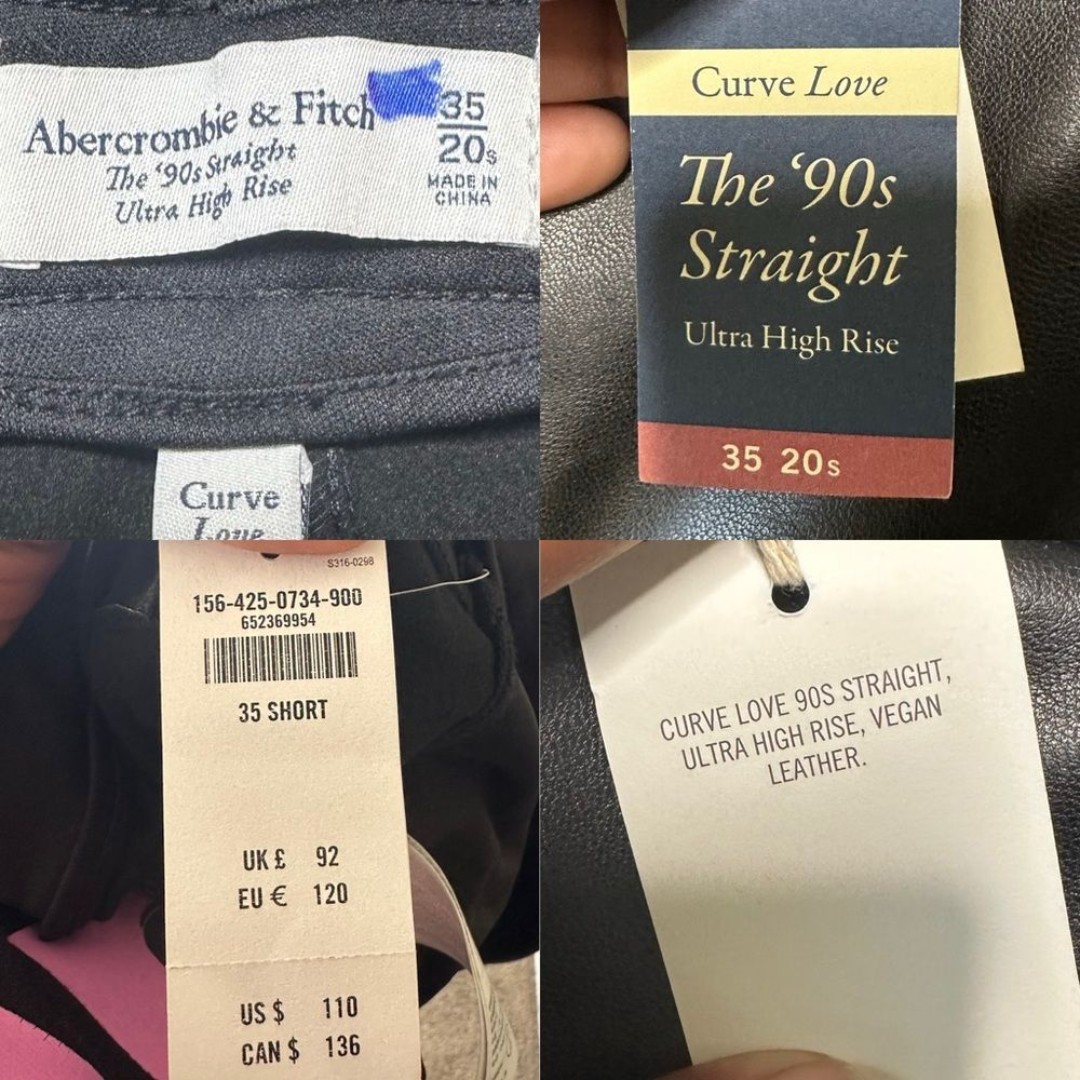 Abercrombie & Fitch
The '90s Straight
Ultra High Rise
35
20s
MADE IN
CHINA
Curve
Love
Curve Love
The ‘90s
Straight
Ultra High Rise
35 20s
S316-0298
156-425-0734-900
652369954
35 SHORT
UK £ 92
EU € 120
US $ 110
CAN $ 136
CURVE LOVE 90S STRAIGHT,
ULTRA HIGH RISE, VEGAN
LEATHER.